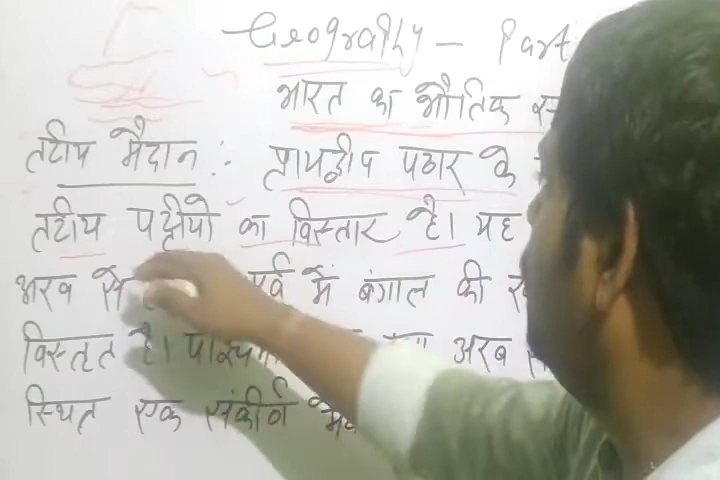 Geography - Part
भारत का भौतिक
तटीय मैदान :- प्रायद्वीप पठार के
तटीय पट्टीयो का विस्तार है। यह
अरब पूर्व में बंगाल की
विस्तृत है। अरब
स्थित एक संकीर्ण